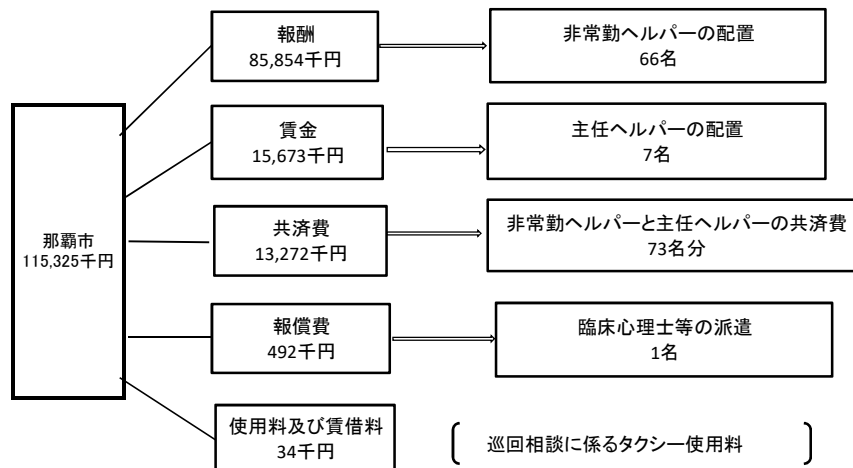 報酬
85,854千円
非常勤ヘルパーの配置
66名
賃金
15,673千円
主任ヘルパーの配置
7名
那覇市
115,325千円
共済費
13,272千円
非常勤ヘルパーと主任ヘルパーの共済費
73名分
報償費
492千円
臨床心理士等の派遣
1名
使用料及び賃借料
34千円
巡回相談に係るタクシー使用料